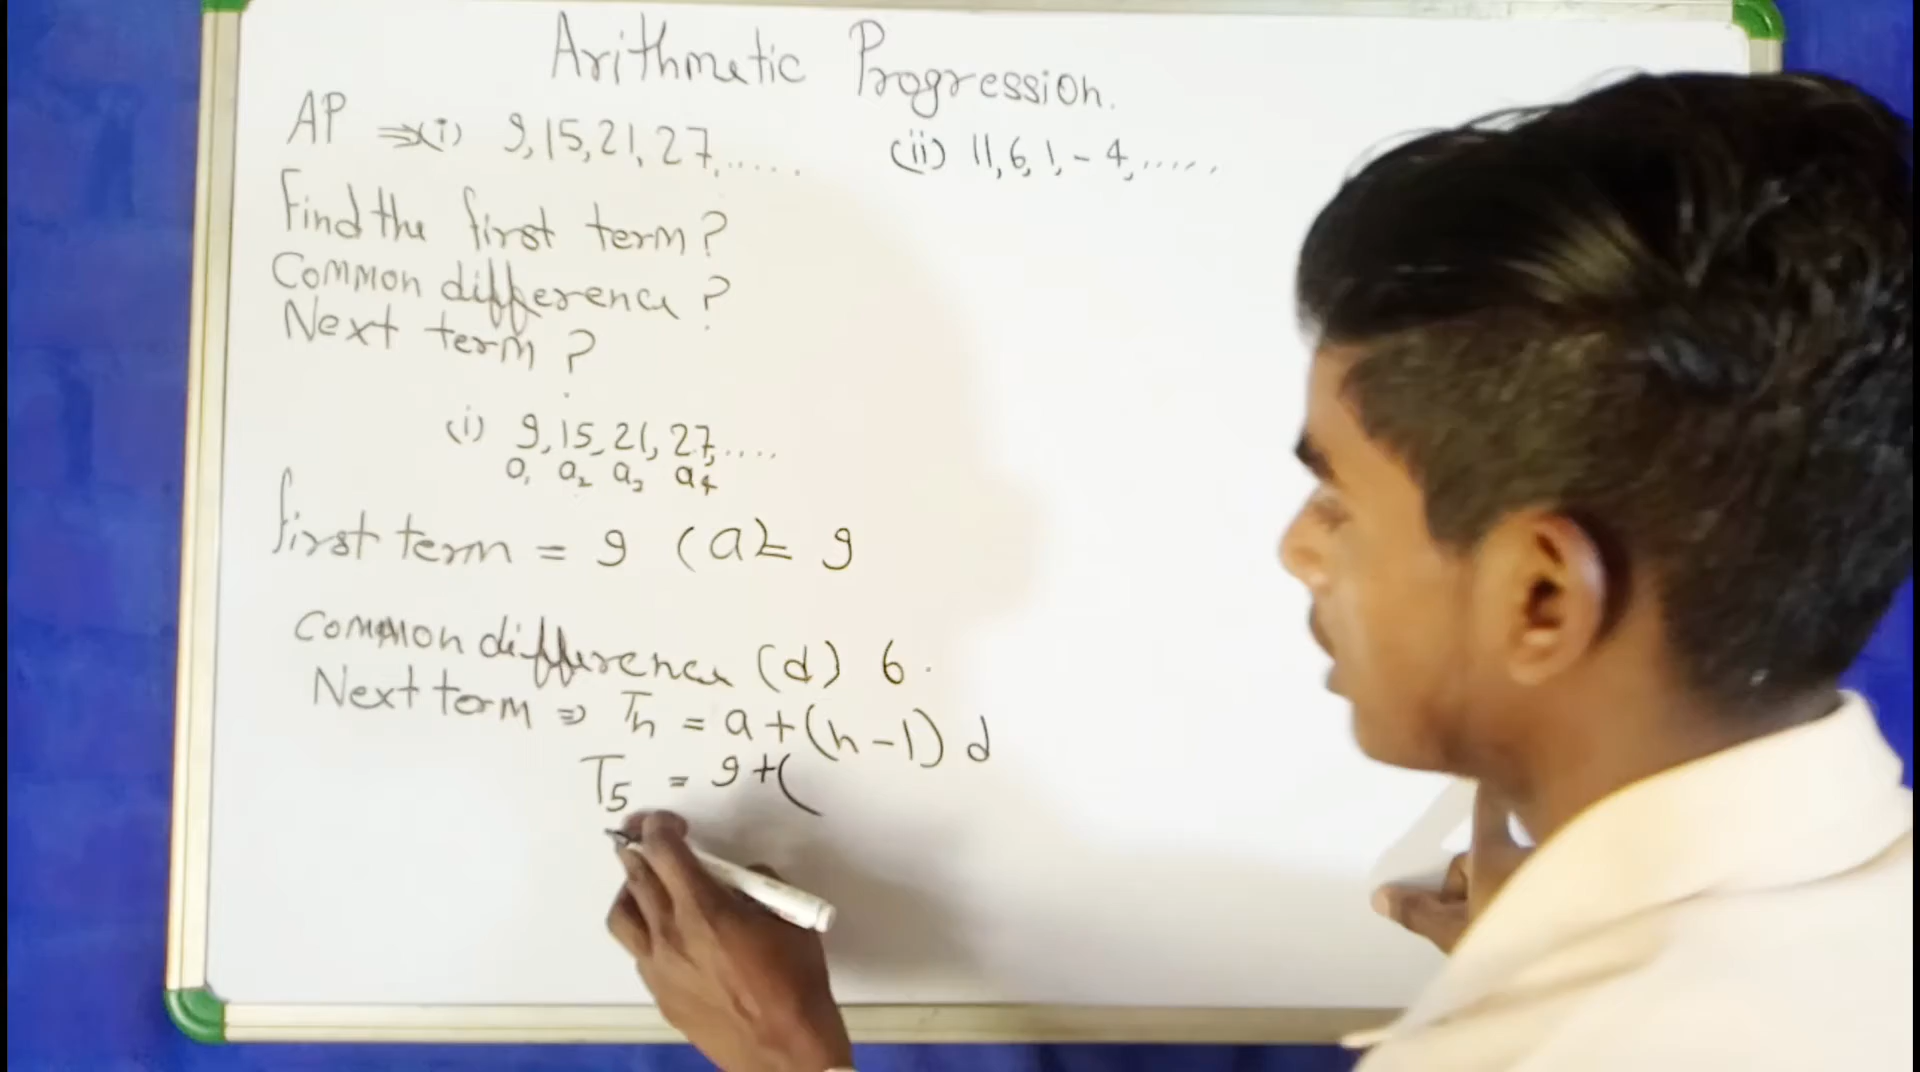 Arithmetic Progression.
AP ⇒ (i) 9, 15, 21, 27, ..... (ii) 11, 6, 1, - 4, .....
Find the first term?
Common difference?
Next term?
(i) 9, 15, 21, 27, ....
a₁ a₂ a₃ a₄
first term = 9 (a) = 9
Common difference (d) 6.
Next term ⇒ Tn = a + (n - 1) d
T₅ = 9 + (